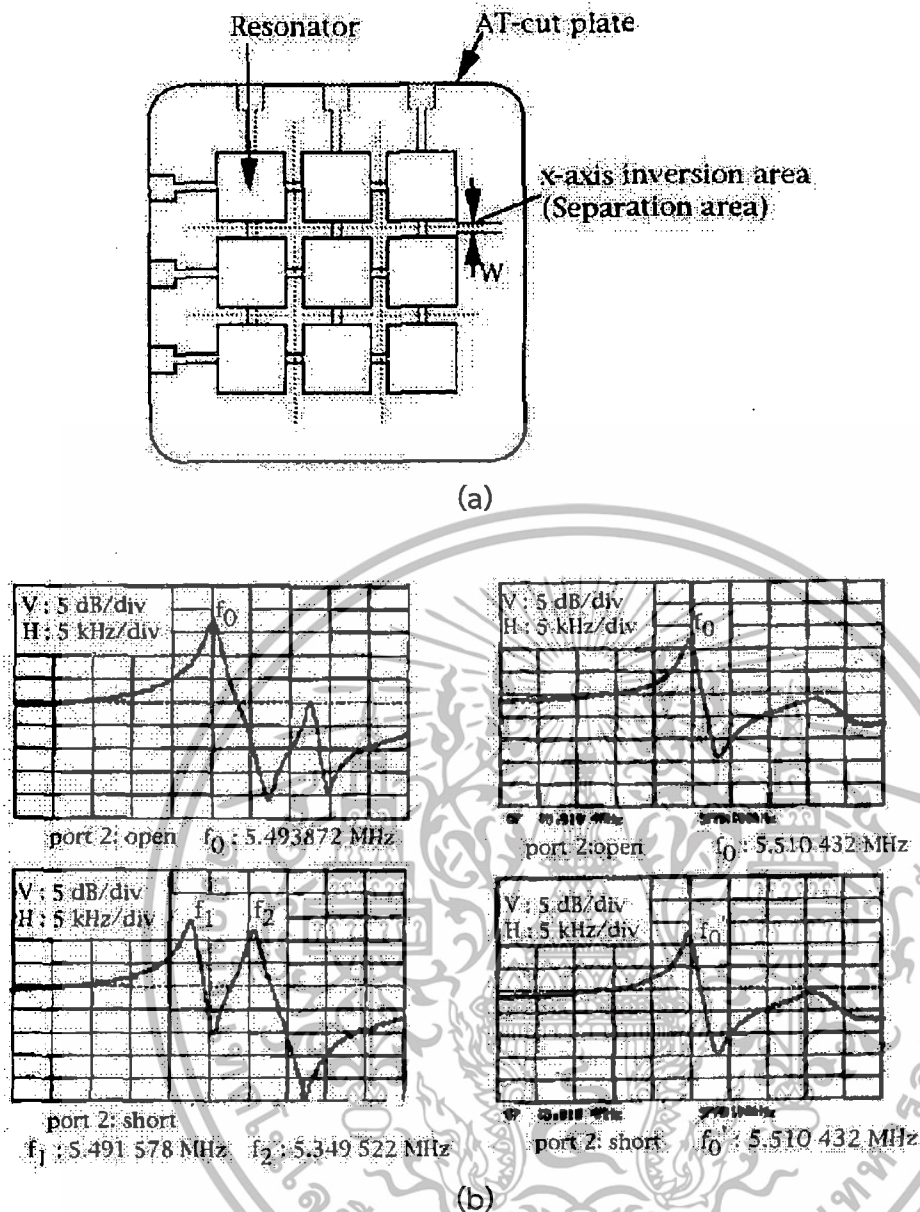 Resonator
AT-cut plate
x-axis inversion area
(Separation area)
W
(a)
V : 5 dB/div
H : 5 kHz/div
f0
port 2: open f0 : 5.493872 MHz
V : 5 dB/div
H : 5 kHz/div
f0
port 2:open f0 : 5.510 432 MHz
V : 5 dB/div
H : 5 kHz/div
f1 f2
port 2: short
f1 : 5.491 578 MHz f2 : 5.349 522 MHz
V : 5 dB/div
H : 5 kHz/div
f0'
port 2: short f0' : 5.510 432 MHz
(b)